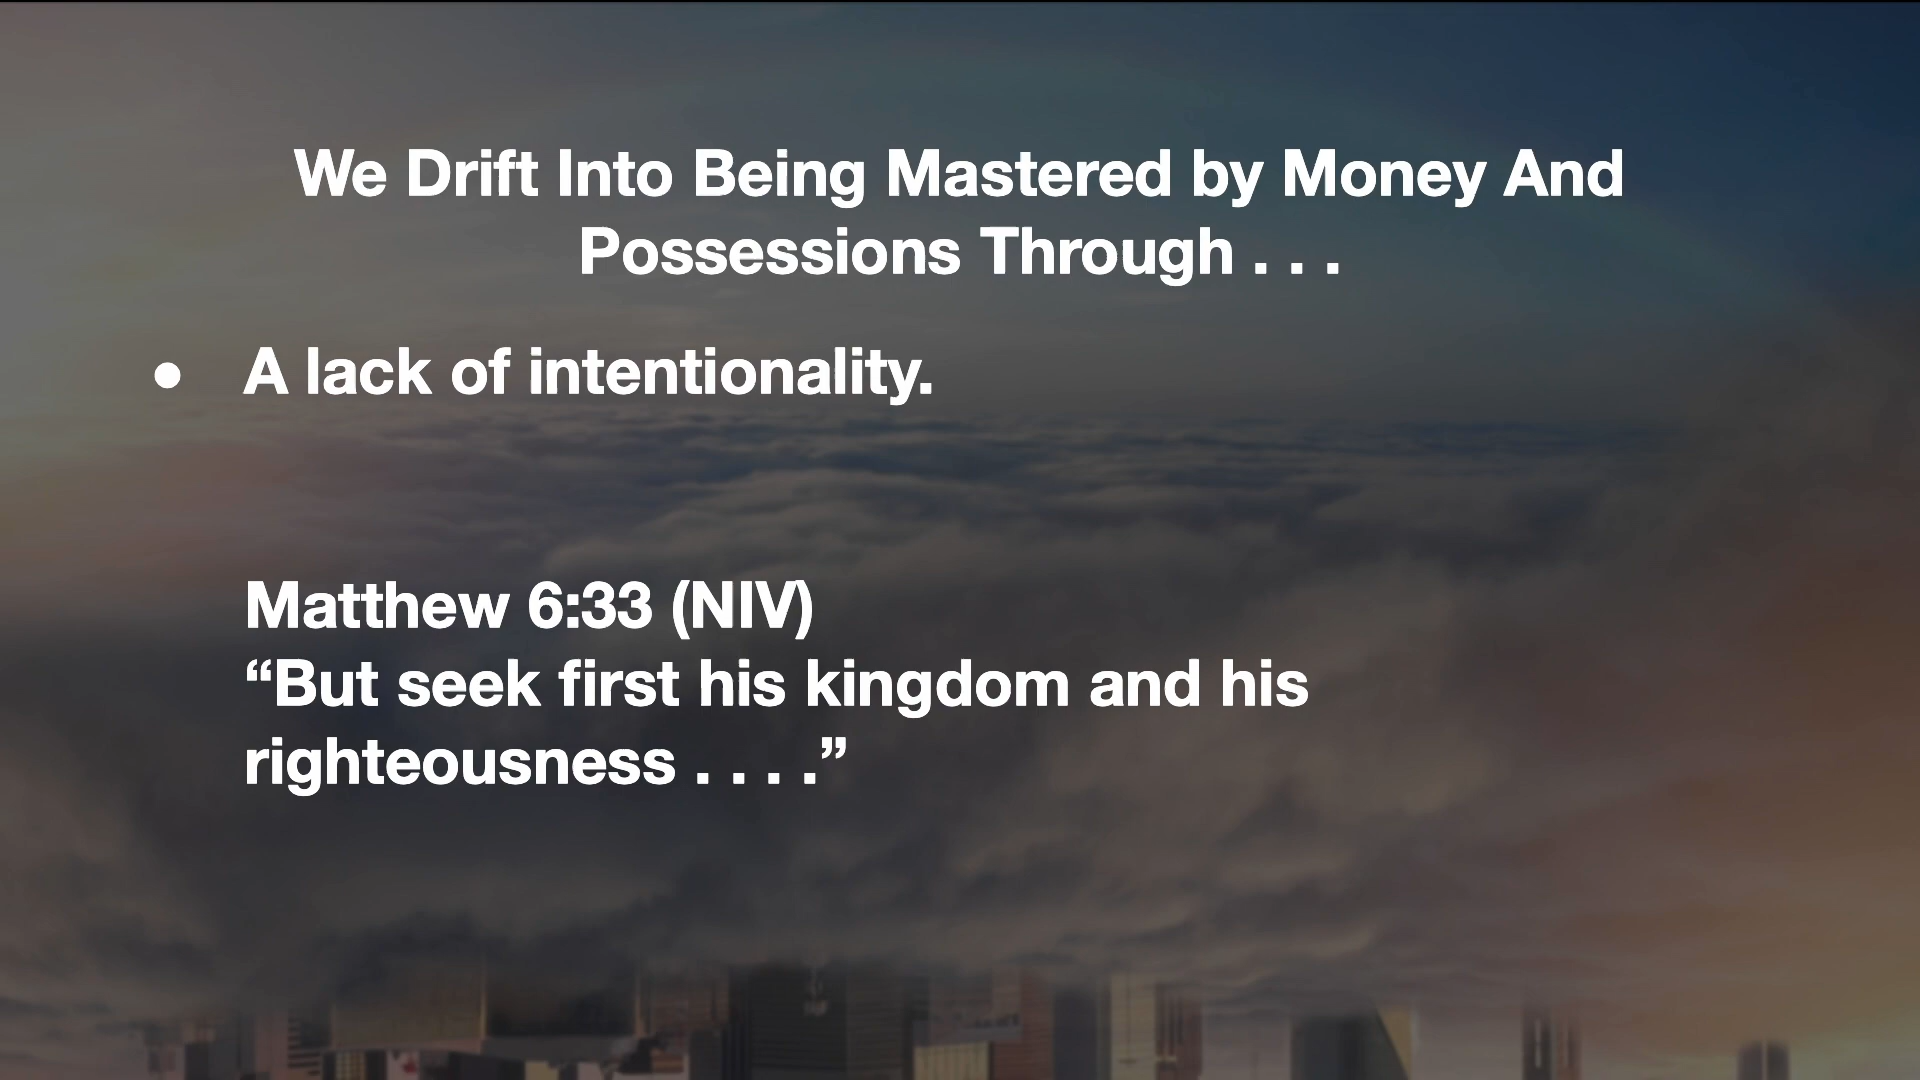 We Drift Into Being Mastered by Money And
Possessions Through . . .
● A lack of intentionality.
Matthew 6:33 (NIV)
“But seek first his kingdom and his
righteousness . . . .”